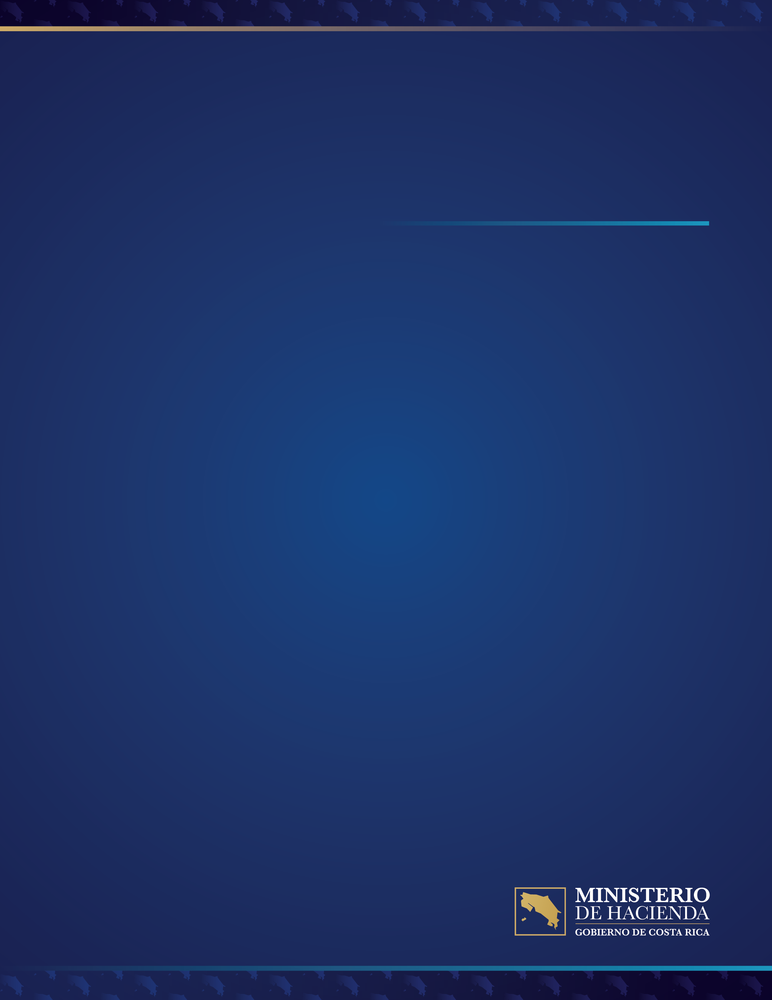 MINISTERIO
DE HACIENDA
GOBIERNO DE COSTA RICA